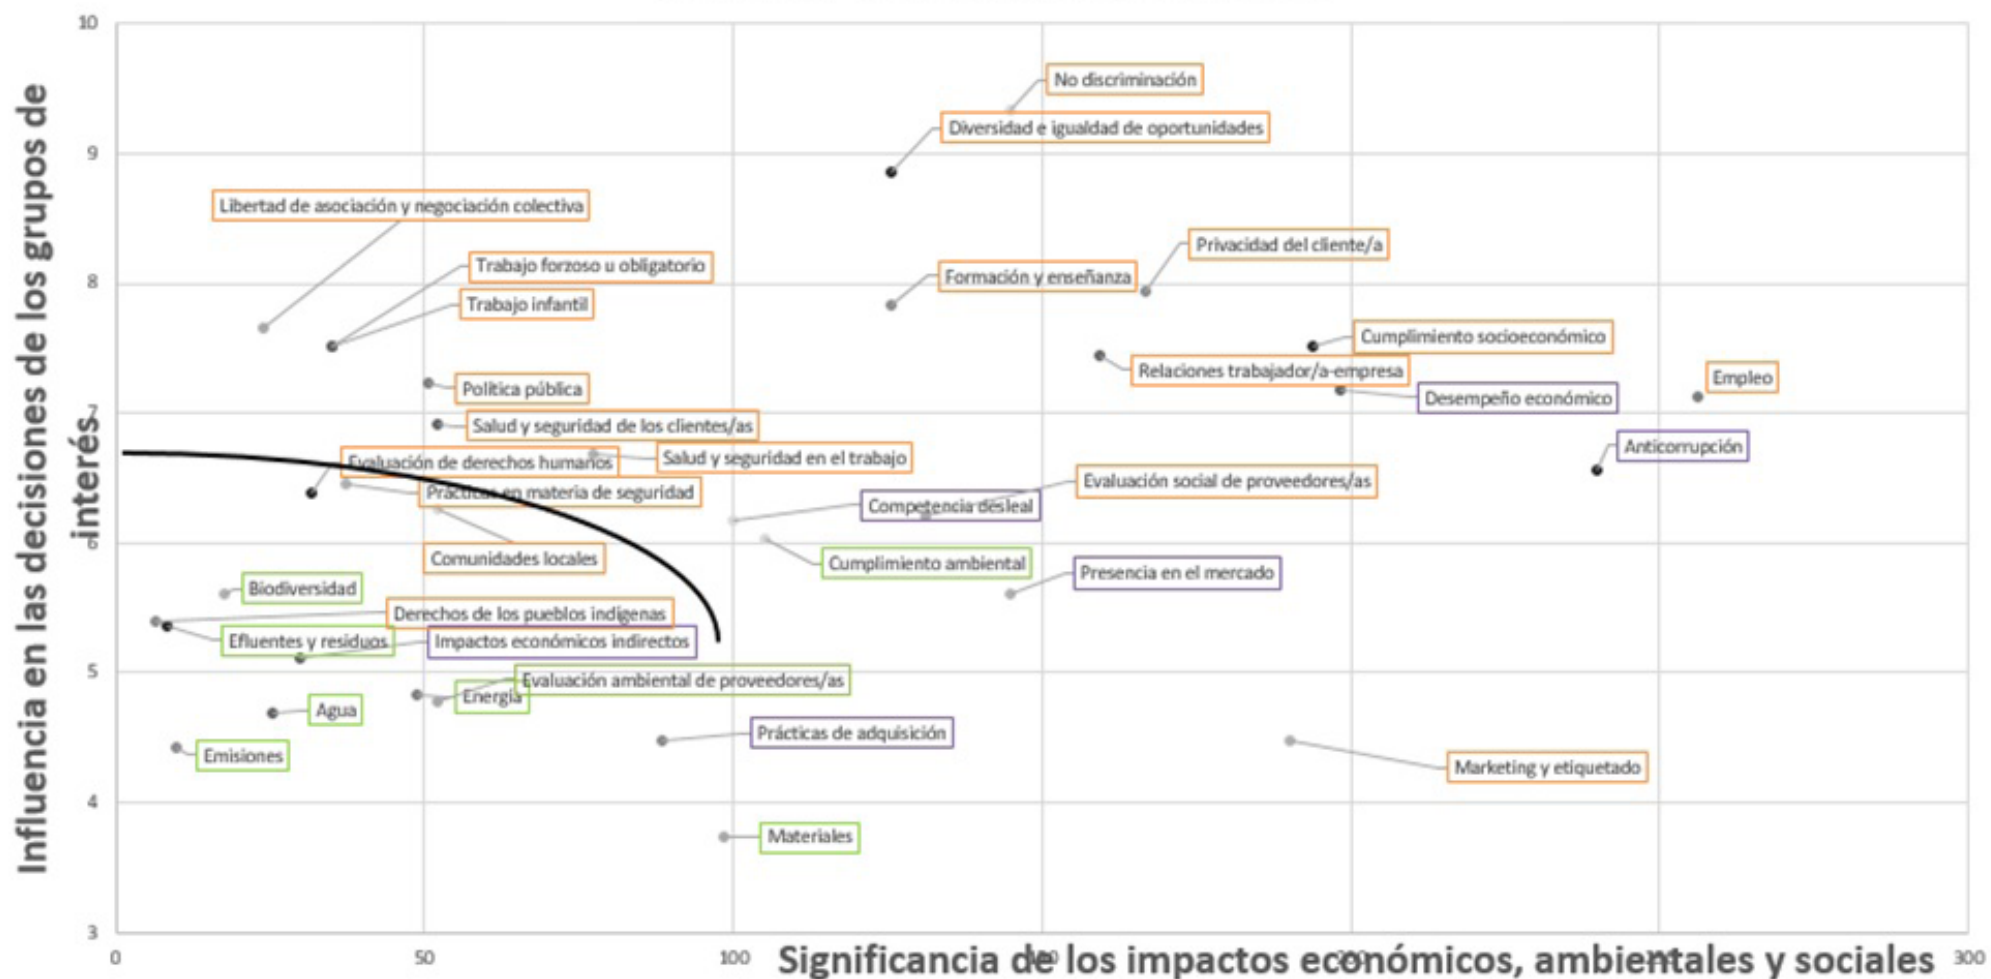 10
No discriminación
Diversidad e igualdad de oportunidades
9
Libertad de asociación y negociación colectiva
Privacidad del cliente/a
Trabajo forzoso u obligatorio
Formación y enseñanza
8
Trabajo infantil
Cumplimiento socioeconómico
Relaciones trabajador/a-empresa
Empleo
Política pública
Desempeño económico
7
Salud y seguridad de los clientes/as
Anticorrupción
Evaluación de derechos humanos
Salud y seguridad en el trabajo
Evaluación social de proveedores/as
Prácticas en materia de seguridad
Competencia desleal
6
Comunidades locales
Cumplimiento ambiental
Presencia en el mercado
Biodiversidad
Derechos de los pueblos indígenas
Efluentes y residuos
Impactos económicos indirectos
5
Evaluación ambiental de proveedores/as
Energía
Agua
Prácticas de adquisición
Emisiones
Marketing y etiquetado
4
Materiales
3
0
50
100
300
Influencia en las decisiones de los grupos de
interés
Significancia de los impactos económicos, ambientales y sociales